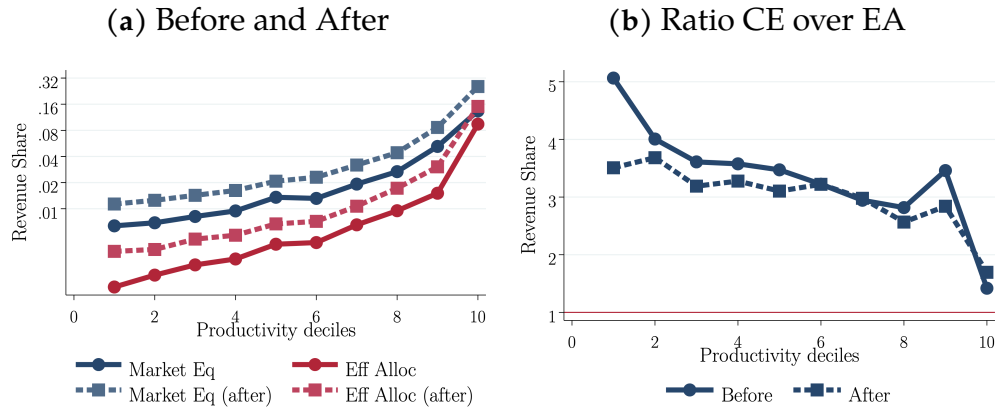 (a) Before and After
.32
.16
.08
.04
.02
.01
Revenue Share
0 2 4 6 8 10
Productivity deciles
Market Eq Eff Alloc
Market Eq (after) Eff Alloc (after)
(b) Ratio CE over EA
5
4
3
2
1
Revenue Share
0 2 4 6 8 10
Productivity deciles
Before After